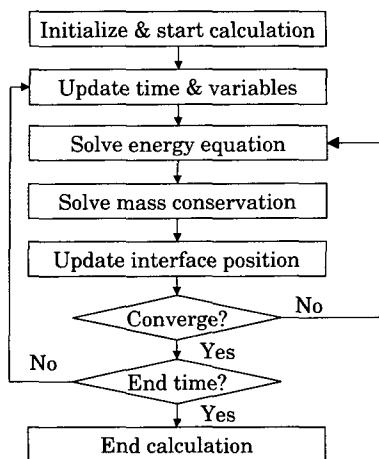 Initialize & start calculation
Update time & variables
Solve energy equation
Solve mass conservation
Update interface position
Converge?
No
Yes
No
End time?
Yes
End calculation